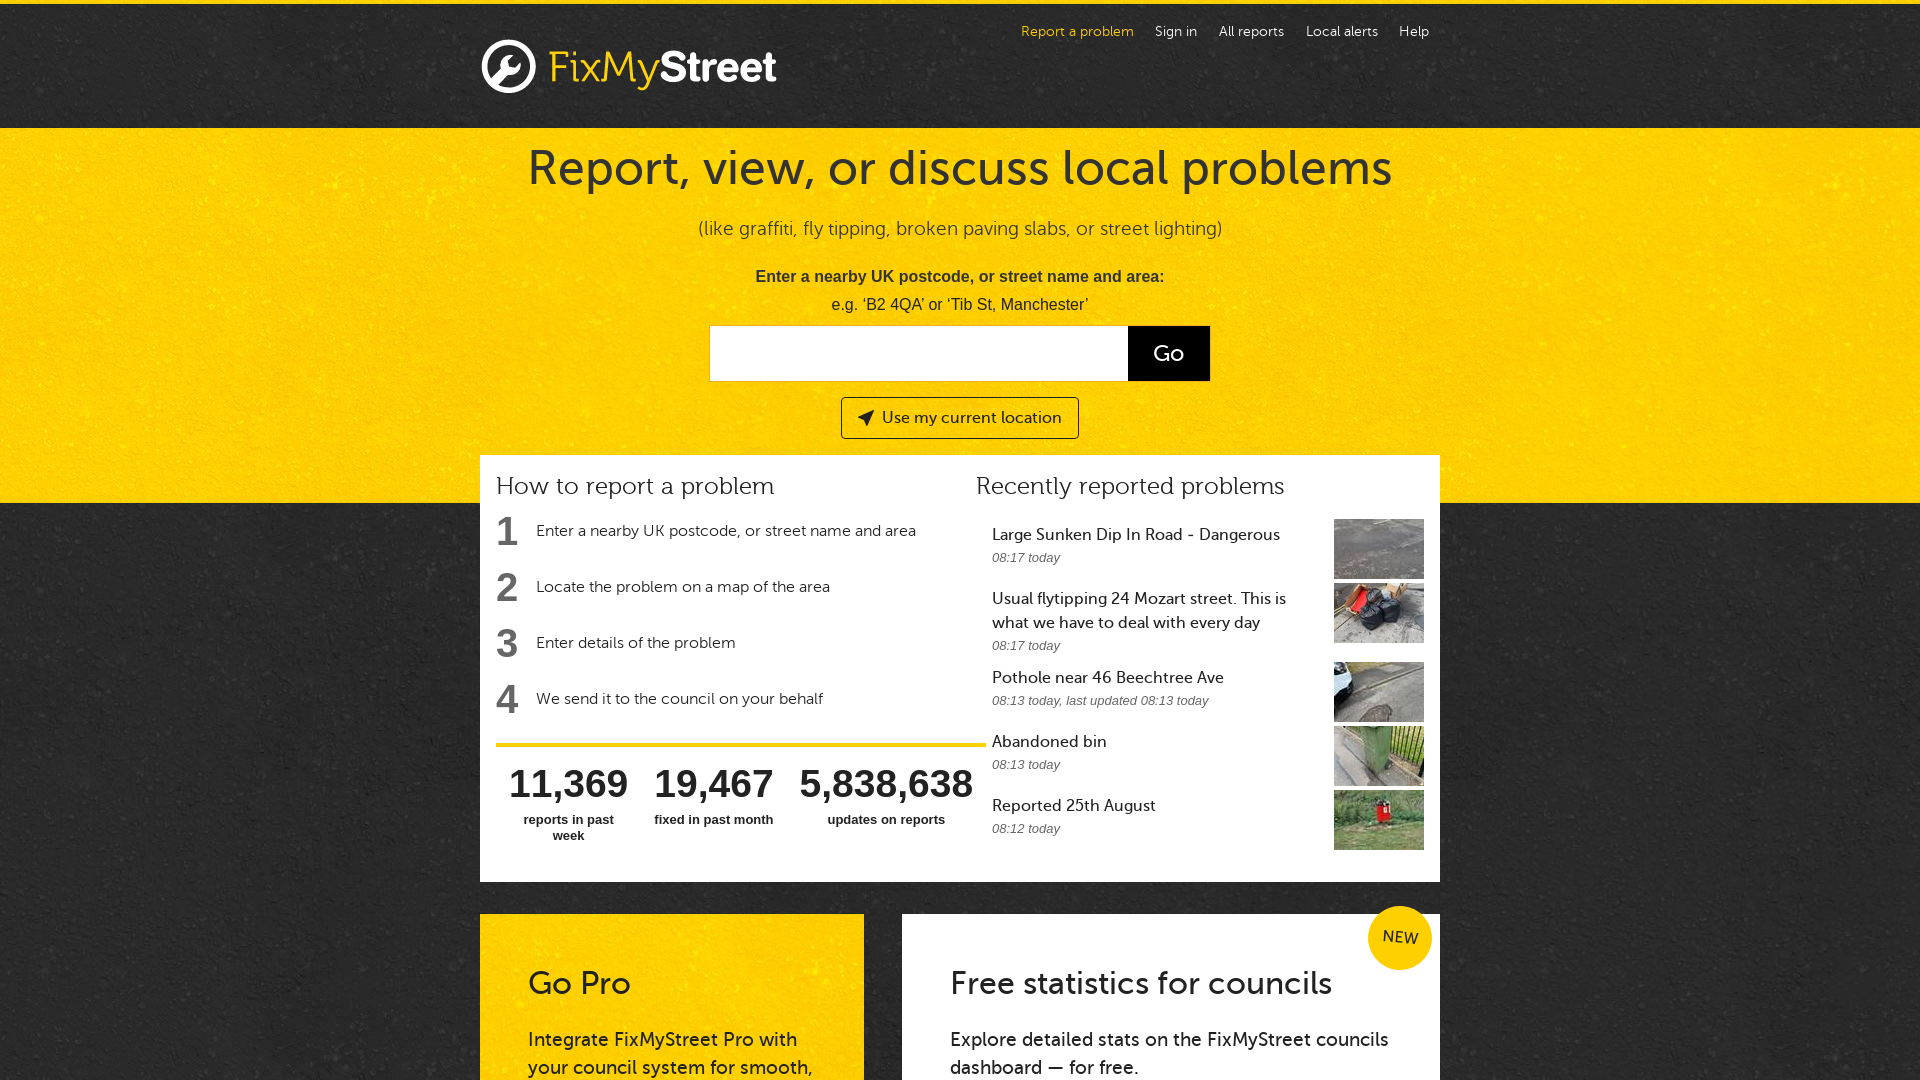 Report a problem
Sign in
All reports
Local alerts
Help
FixMyStreet
Report, view, or discuss local problems
(like graffiti, fly tipping, broken paving slabs, or street lighting)
Enter a nearby UK postcode, or street name and area:
e.g. ‘B2 4QA’ or ‘Tib St, Manchester’
Go
Use my current location
How to report a problem
1 Enter a nearby UK postcode, or street name and area
2 Locate the problem on a map of the area
3 Enter details of the problem
4 We send it to the council on your behalf
11,369
reports in past
week
19,467
fixed in past month
5,838,638
updates on reports
Recently reported problems
Large Sunken Dip In Road - Dangerous
08:17 today
Usual flytipping 24 Mozart street. This is
what we have to deal with every day
08:17 today
Pothole near 46 Beechtree Ave
08:13 today, last updated 08:13 today
Abandoned bin
08:13 today
Reported 25th August
08:12 today
Go Pro
Integrate FixMyStreet Pro with
your council system for smooth,
NEW
Free statistics for councils
Explore detailed stats on the FixMyStreet councils
dashboard — for free.